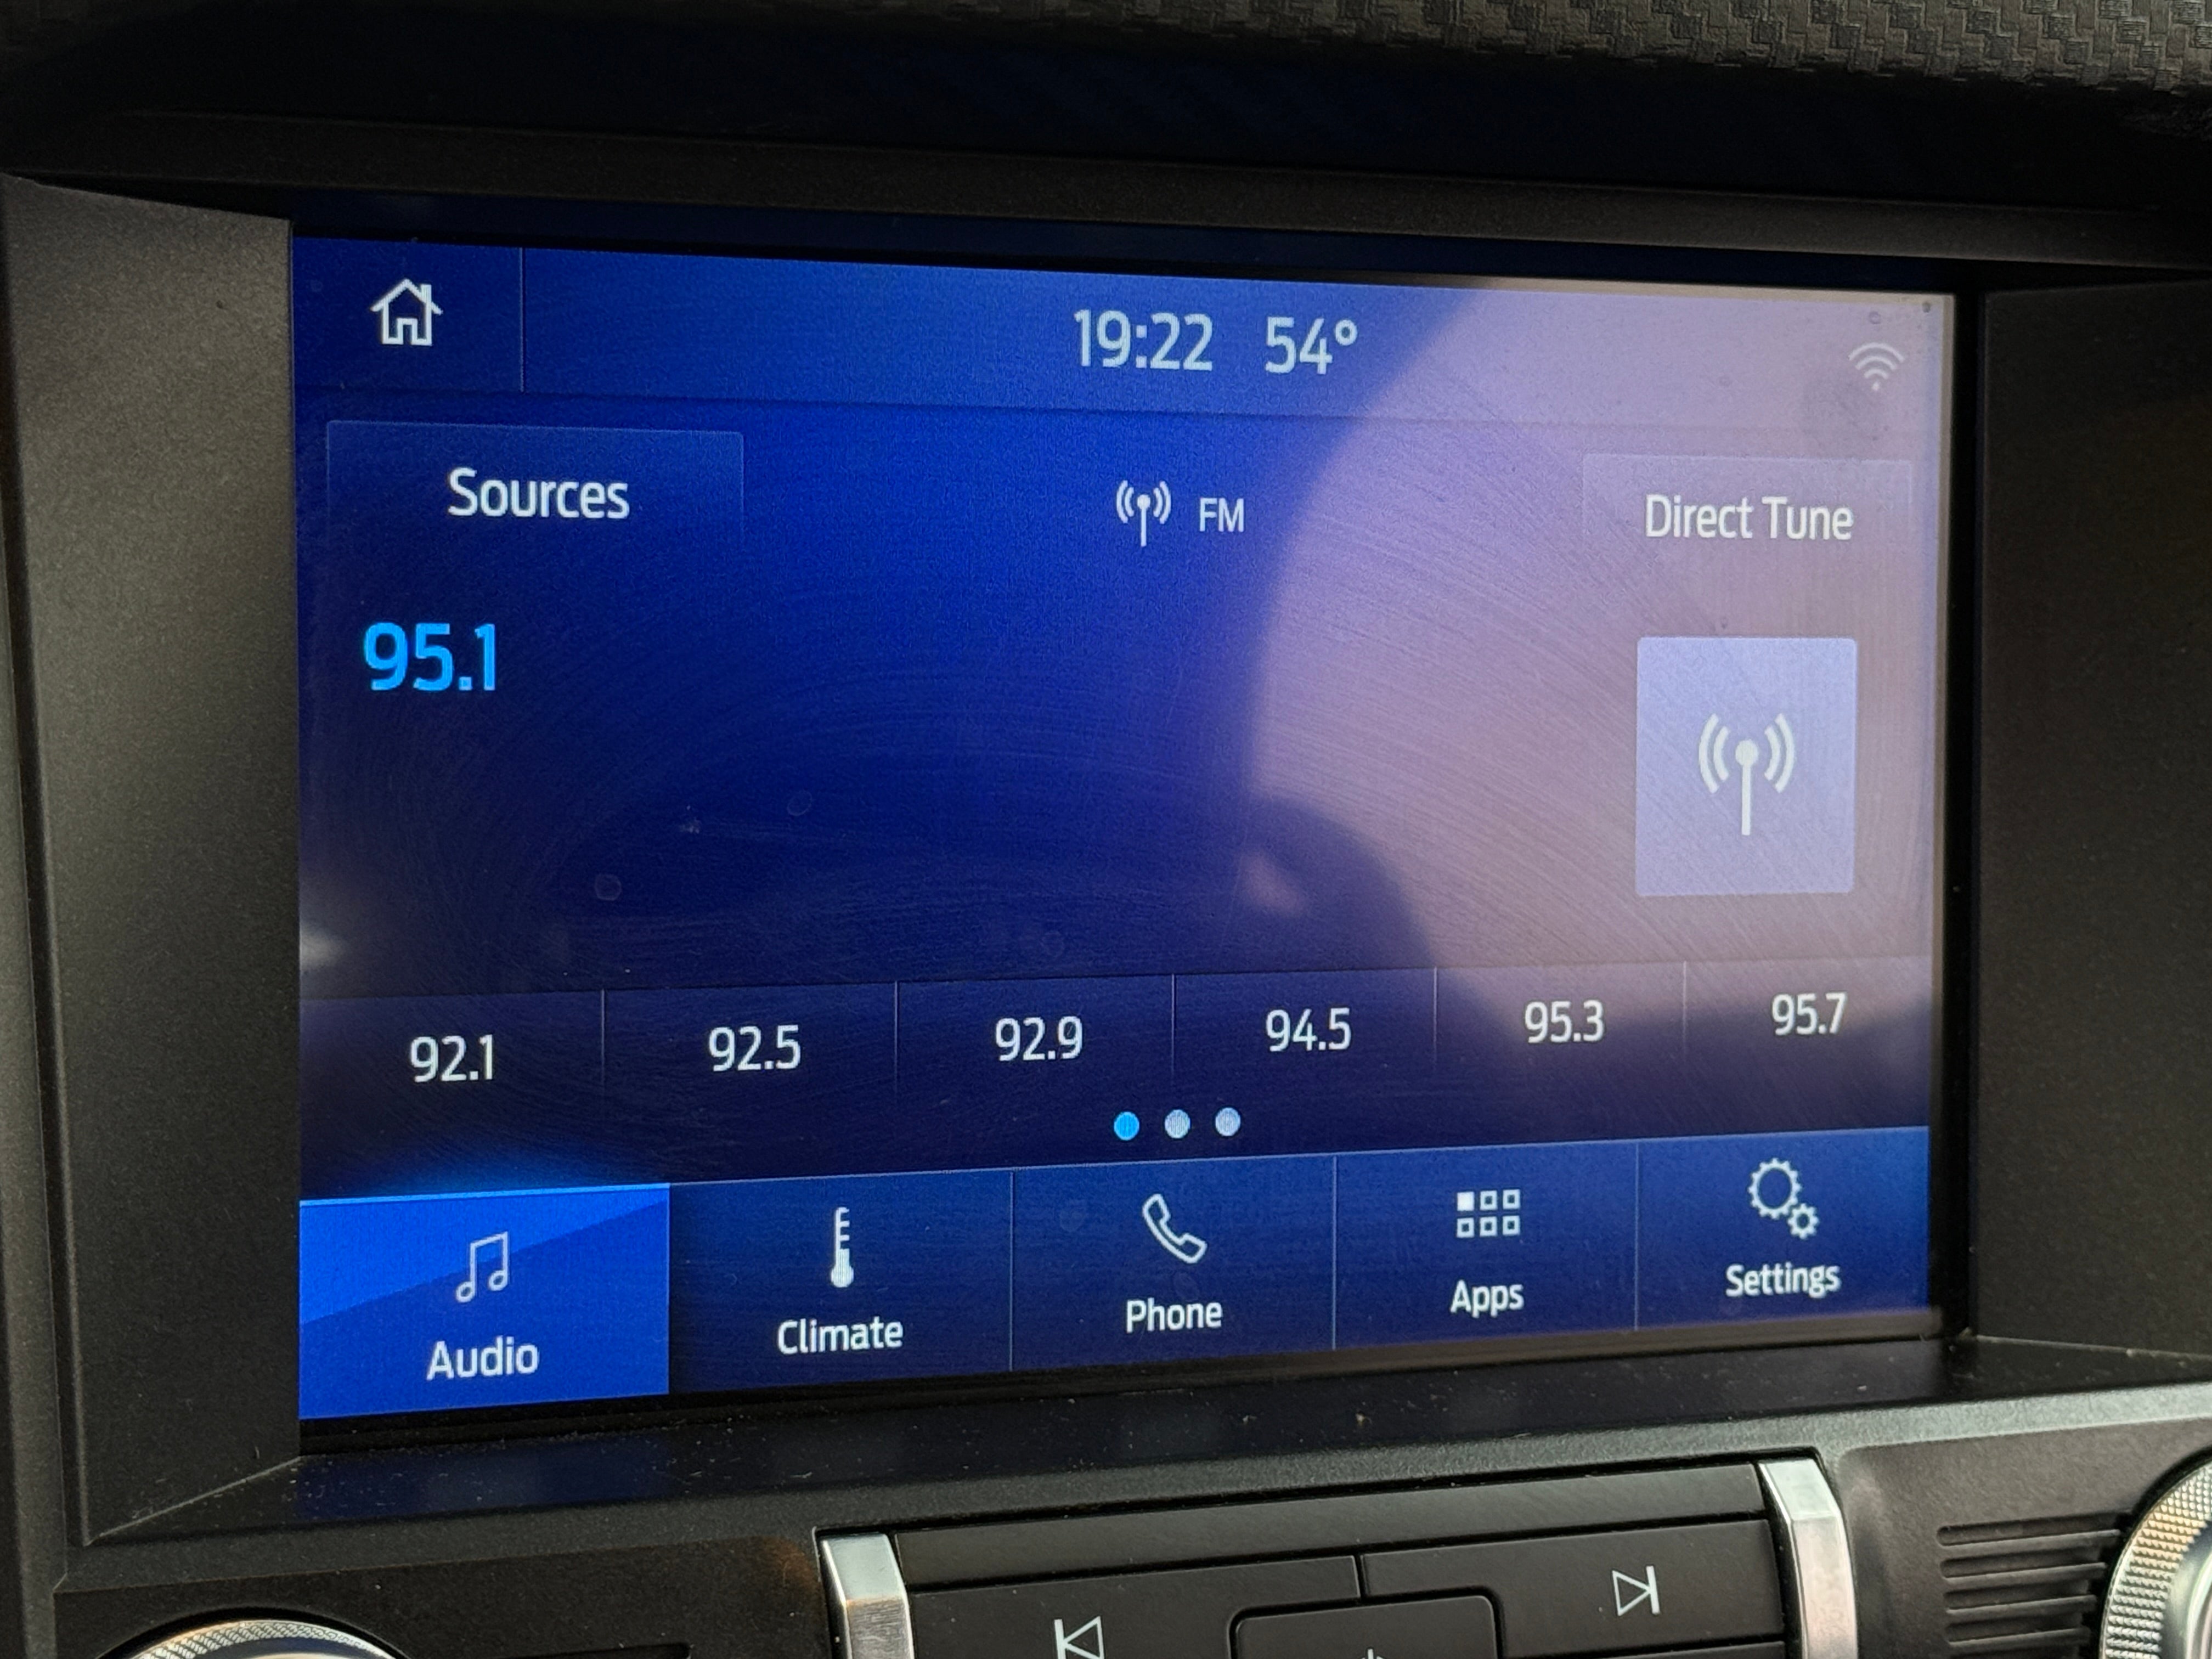 19:22 54°
Sources FM Direct Tune
95.1
92.1 92.5 92.9 94.5 95.3 95.7
Audio Climate Phone Apps Settings